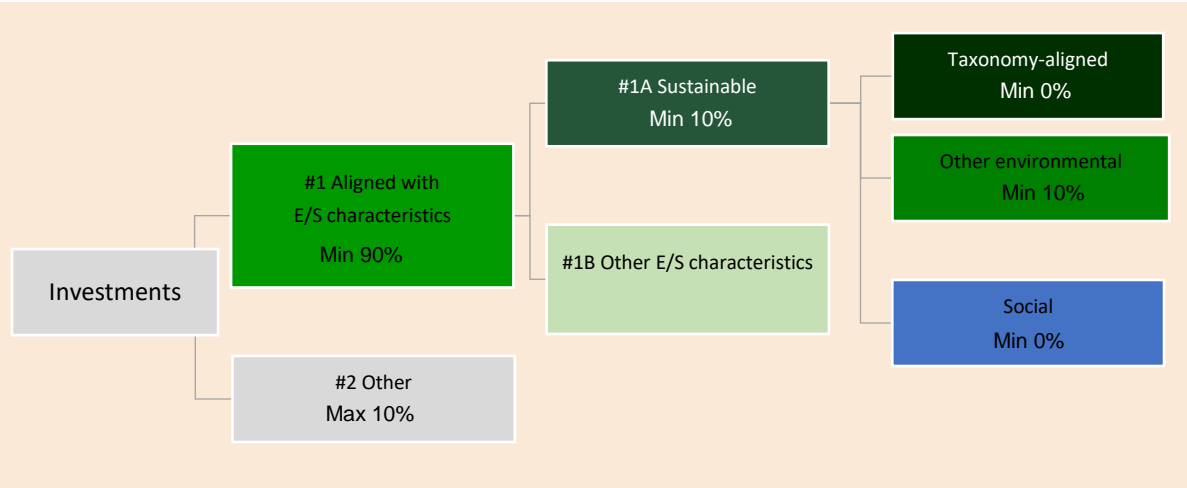 Investments
#1 Aligned with
E/S characteristics
Min 90%
#2 Other
Max 10%
#1A Sustainable
Min 10%
#1B Other E/S characteristics
Taxonomy-aligned
Min 0%
Other environmental
Min 10%
Social
Min 0%